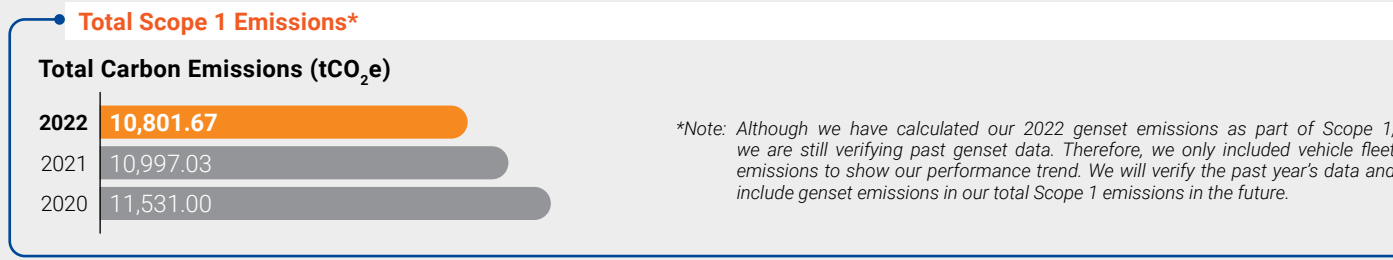 Total Scope 1 Emissions*
Total Carbon Emissions (tCO₂e)
2022 10,801.67
2021 10,997.03
2020 11,531.00
*Note: Although we have calculated our 2022 genset emissions as part of Scope 1,
we are still verifying past genset data. Therefore, we only included vehicle fleet
emissions to show our performance trend. We will verify the past year's data and
include genset emissions in our total Scope 1 emissions in the future.